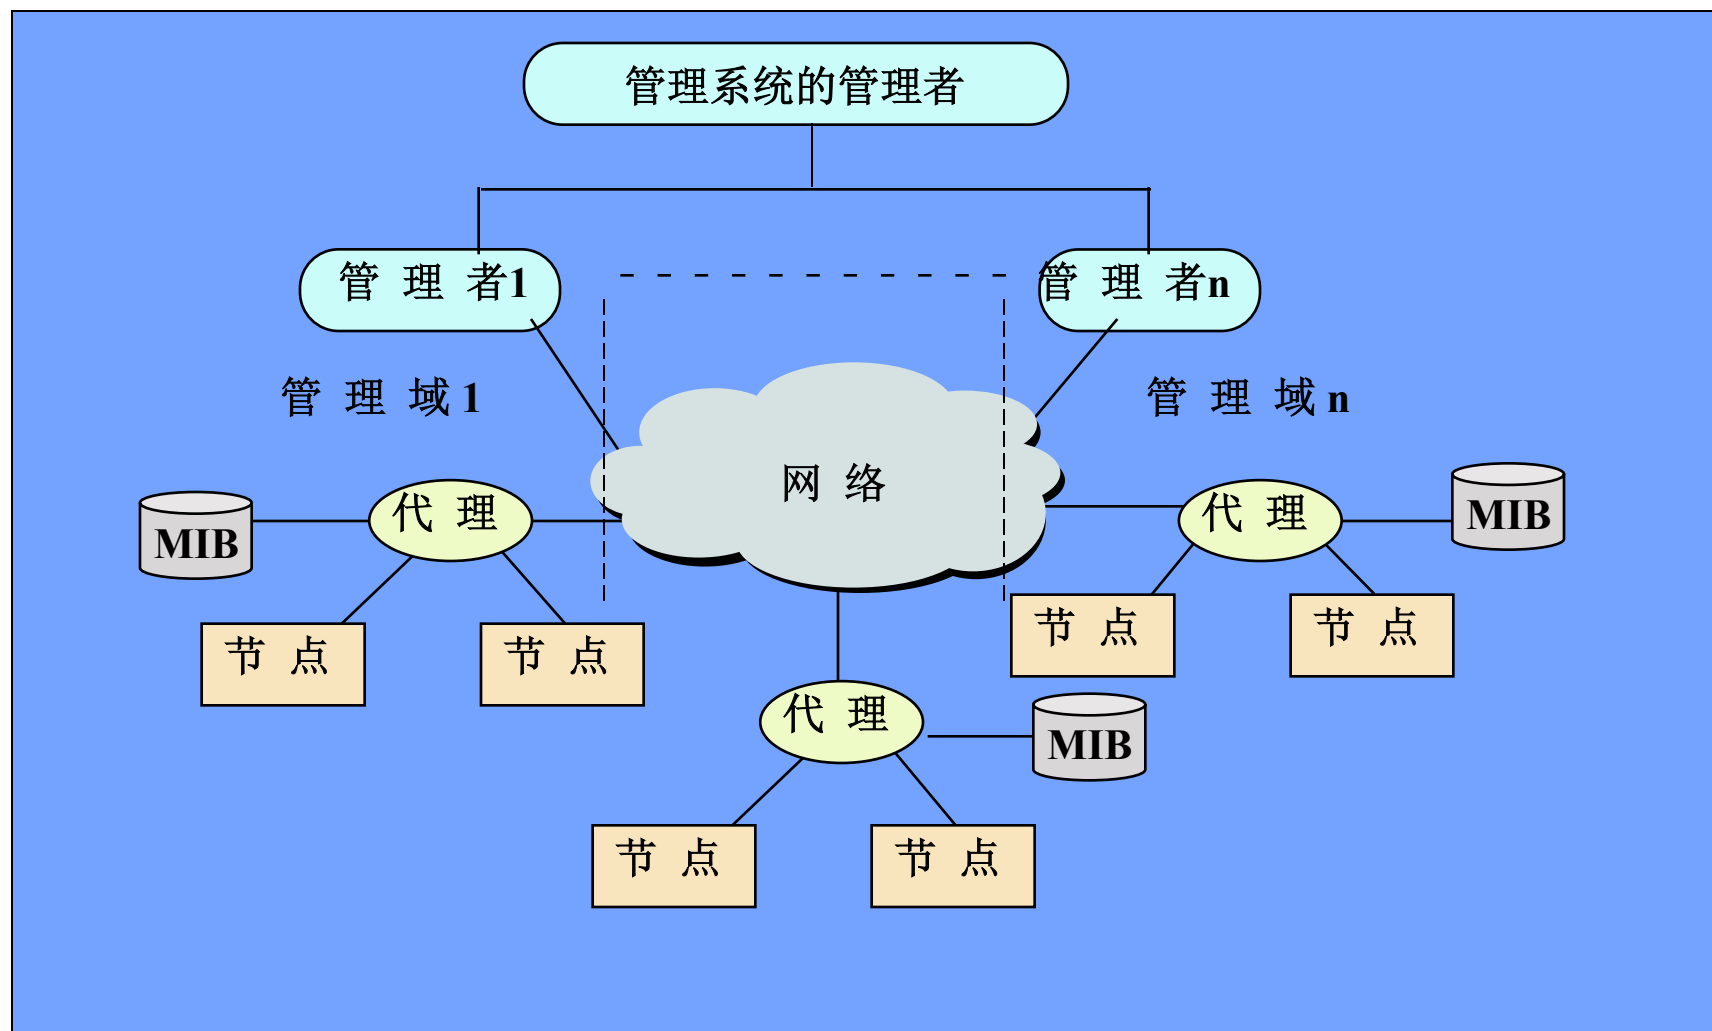 管理系统的管理者
管 理 者1
管 理 者n
管 理 域 1
管 理 域 n
网 络
MIB
代 理
代 理
MIB
节 点
节 点
节 点
节 点
代 理
MIB
节 点
节 点